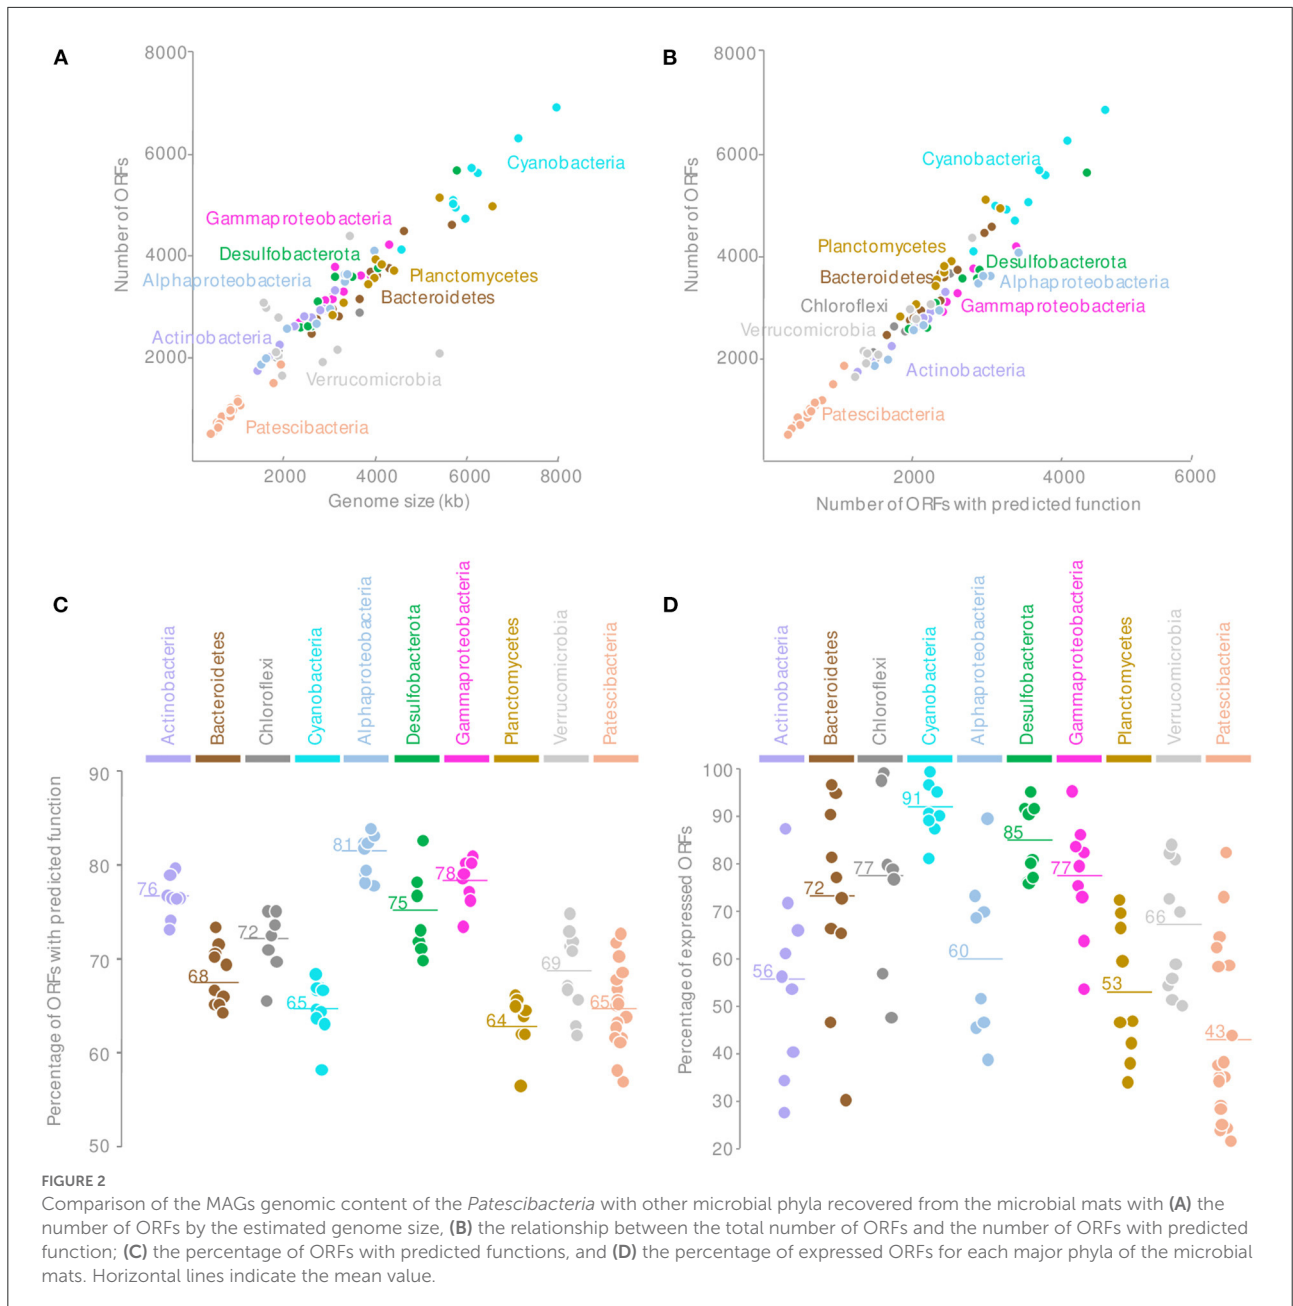 A
8000
6000
4000
2000
Number of ORFs
Cyanobacteria
Gammaproteobacteria
Desulfobacterota
Alphaproteobacteria
Planctomycetes
Bacteroidetes
Actinobacteria
Verrucomicrobia
Patescibacteria
2000 4000 6000 8000
Genome size (kb)
B
8000
6000
4000
2000
Number of ORFs
Cyanobacteria
Planctomycetes
Desulfobacterota
Bacteroidetes
Alphaproteobacteria
Chloroflexi
Gammaproteobacteria
Verrucomicrobia
Actinobacteria
Patescibacteria
2000 4000 6000
Number of ORFs with predicted function
C
Actinobacteria
Bacteroidetes
Chloroflexi
Cyanobacteria
Alphaproteobacteria
Desulfobacterota
Gammaproteobacteria
Planctomycetes
Verrucomicrobia
Patescibacteria
Percentage of ORFs with predicted function
90
80
70
60
50
76
68
72
65
81
75
78
64
69
65
D
Actinobacteria
Bacteroidetes
Chloroflexi
Cyanobacteria
Alphaproteobacteria
Desulfobacterota
Gammaproteobacteria
Planctomycetes
Verrucomicrobia
Patescibacteria
Percentage of expressed ORFs
100
90
80
70
60
50
40
30
20
56
72
77
91
60
85
77
53
66
43
FIGURE 2
Comparison of the MAGs genomic content of the Patescibacteria with other microbial phyla recovered from the microbial mats with (A) the
number of ORFs by the estimated genome size, (B) the relationship between the total number of ORFs and the number of ORFs with predicted
function; (C) the percentage of ORFs with predicted functions, and (D) the percentage of expressed ORFs for each major phyla of the microbial
mats. Horizontal lines indicate the mean value.